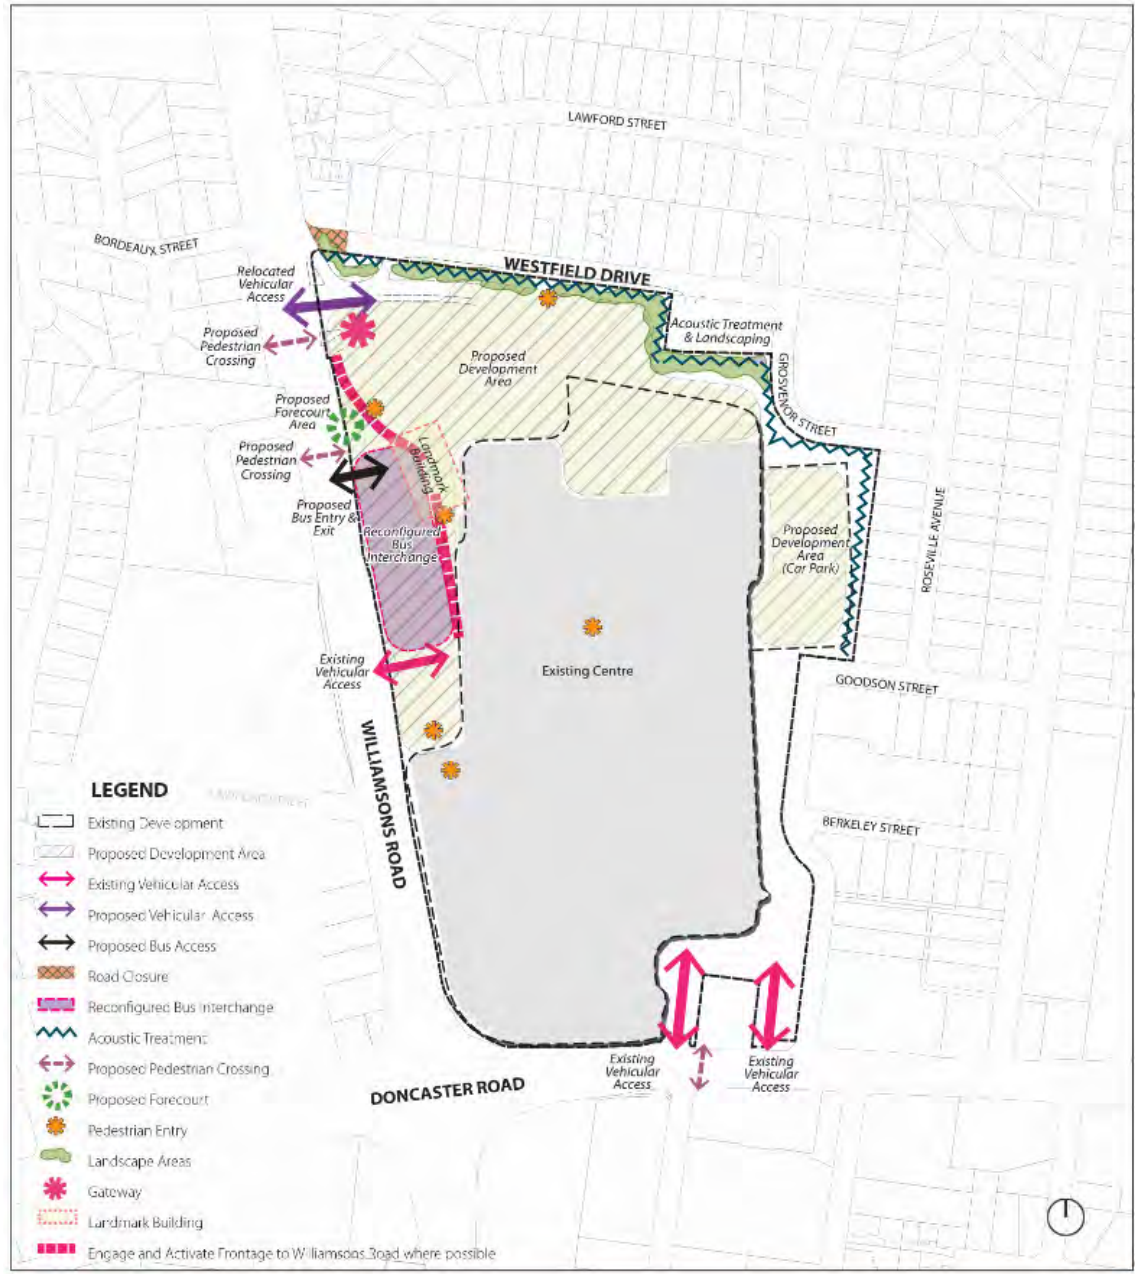 LAWFORD STREET
BORDEAUX STREET
WESTFIELD DRIVE
Relocated
Vehicular
Access
Proposed
Pedestrian
Crossing
Acoustic Treatment
& Landscaping
Proposed
Development
Area
GROSVENOR STREET
Proposed
Forecourt
Area
Proposed
Pedestrian
Crossing
Landmark
Building
Proposed
Bus Entry &
Exit
Reconfigured
Bus
Interchange
Proposed
Development
Area
(Car Park)
ROSEVILLE AVENUE
Existing
Vehicular
Access
Existing Centre
GOODSON STREET
WILLIAMSONS ROAD
BERKELEY STREET
LEGEND
Existing Development
Proposed Development Area
Existing Vehicular Access
Proposed Vehicular Access
Proposed Bus Access
Road Closure
Reconfigured Bus Interchange
Acoustic Treatment
Proposed Pedestrian Crossing
Proposed Forecourt
Pedestrian Entry
Landscape Areas
Gateway
Landmark Building
Engage and Activate Frontage to Williamsons Road where possible
Existing
Vehicular
Access
Existing
Vehicular
Access
DONCASTER ROAD